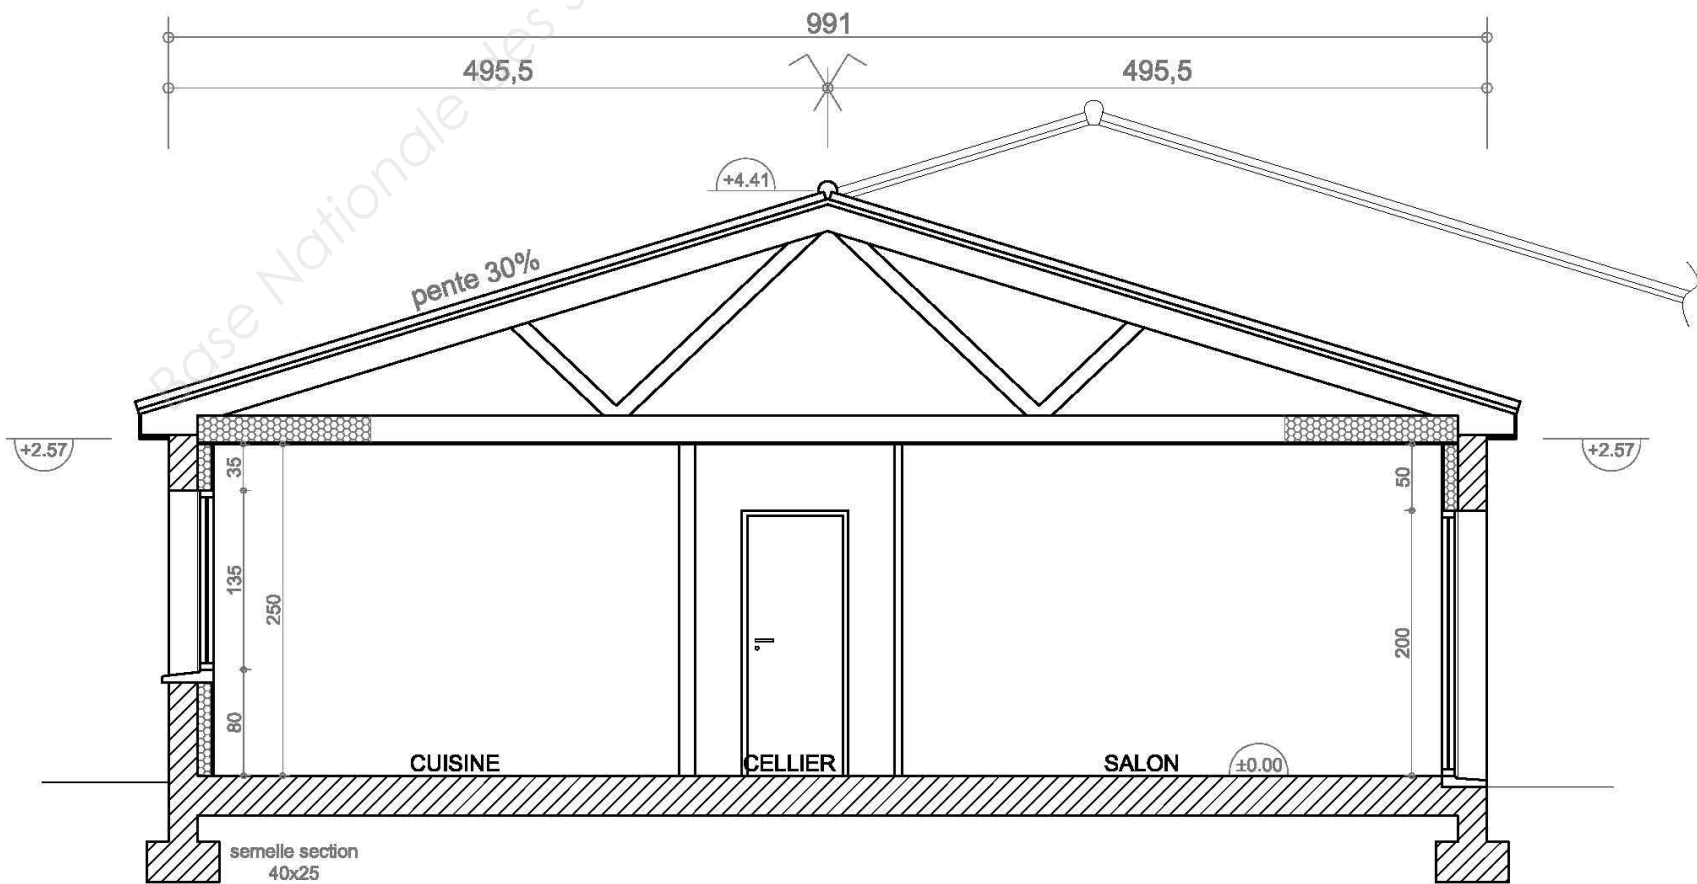 991
495,5
495,5
+4.41
pente 30%
Base Nationale des
+2.57
+2.57
35
50
135
250
200
80
CUISINE
CELLIER
SALON
±0.00
semelle section
40x25